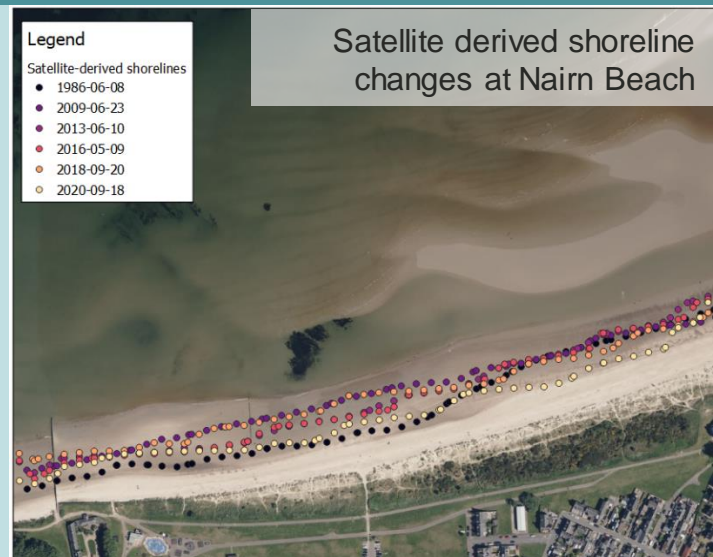 Satellite derived shoreline
changes at Nairn Beach
Legend
Satellite-derived shorelines
1986-06-08
2009-06-23
2013-06-10
2016-05-09
2018-09-20
2020-09-18